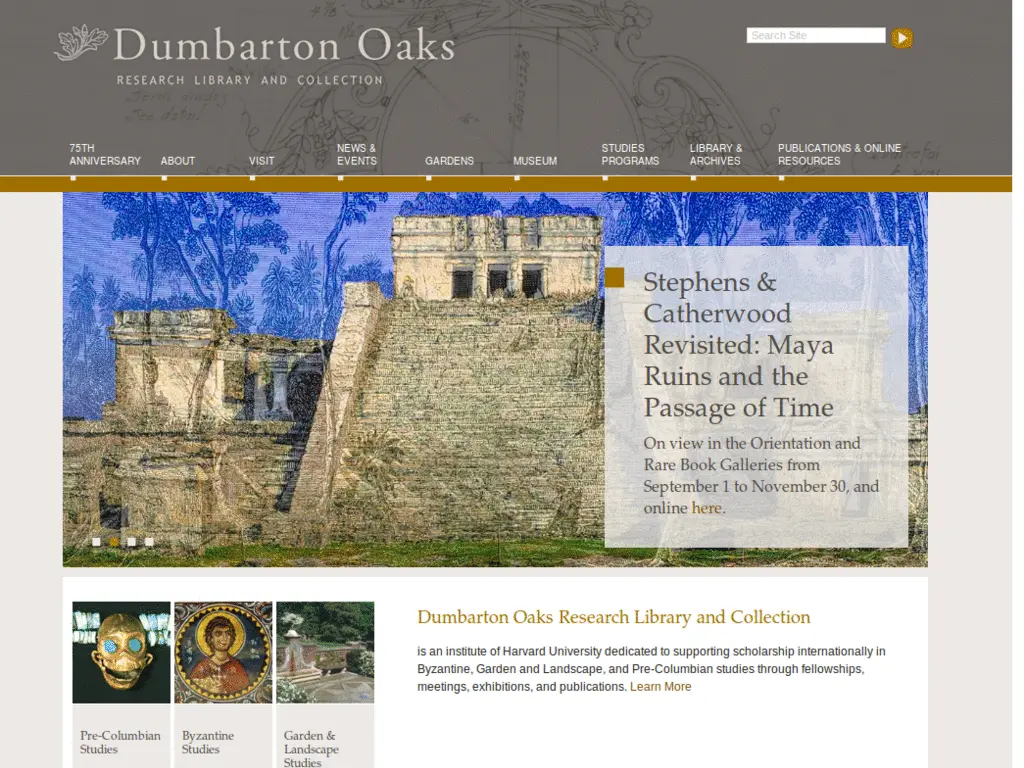 Dumbarton Oaks
RESEARCH LIBRARY AND COLLECTION
Search Site
75TH
ANNIVERSARY
ABOUT
VISIT
NEWS &
EVENTS
GARDENS
MUSEUM
STUDIES
PROGRAMS
LIBRARY &
ARCHIVES
PUBLICATIONS & ONLINE
RESOURCES
Stephens &
Catherwood
Revisited: Maya
Ruins and the
Passage of Time
On view in the Orientation and
Rare Book Galleries from
September 1 to November 30, and
online here.
Dumbarton Oaks Research Library and Collection
is an institute of Harvard University dedicated to supporting scholarship internationally in
Byzantine, Garden and Landscape, and Pre-Columbian studies through fellowships,
meetings, exhibitions, and publications. Learn More
Pre-Columbian
Studies
Byzantine
Studies
Garden &
Landscape
Studies